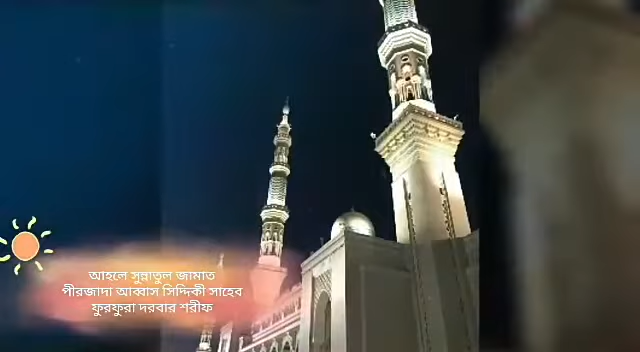 আহলে সুন্নাতুল জামাত
পীরজাদা আব্বাস সিদ্দিকী সাহেব
ফুরফুরা দরবার শরীফ